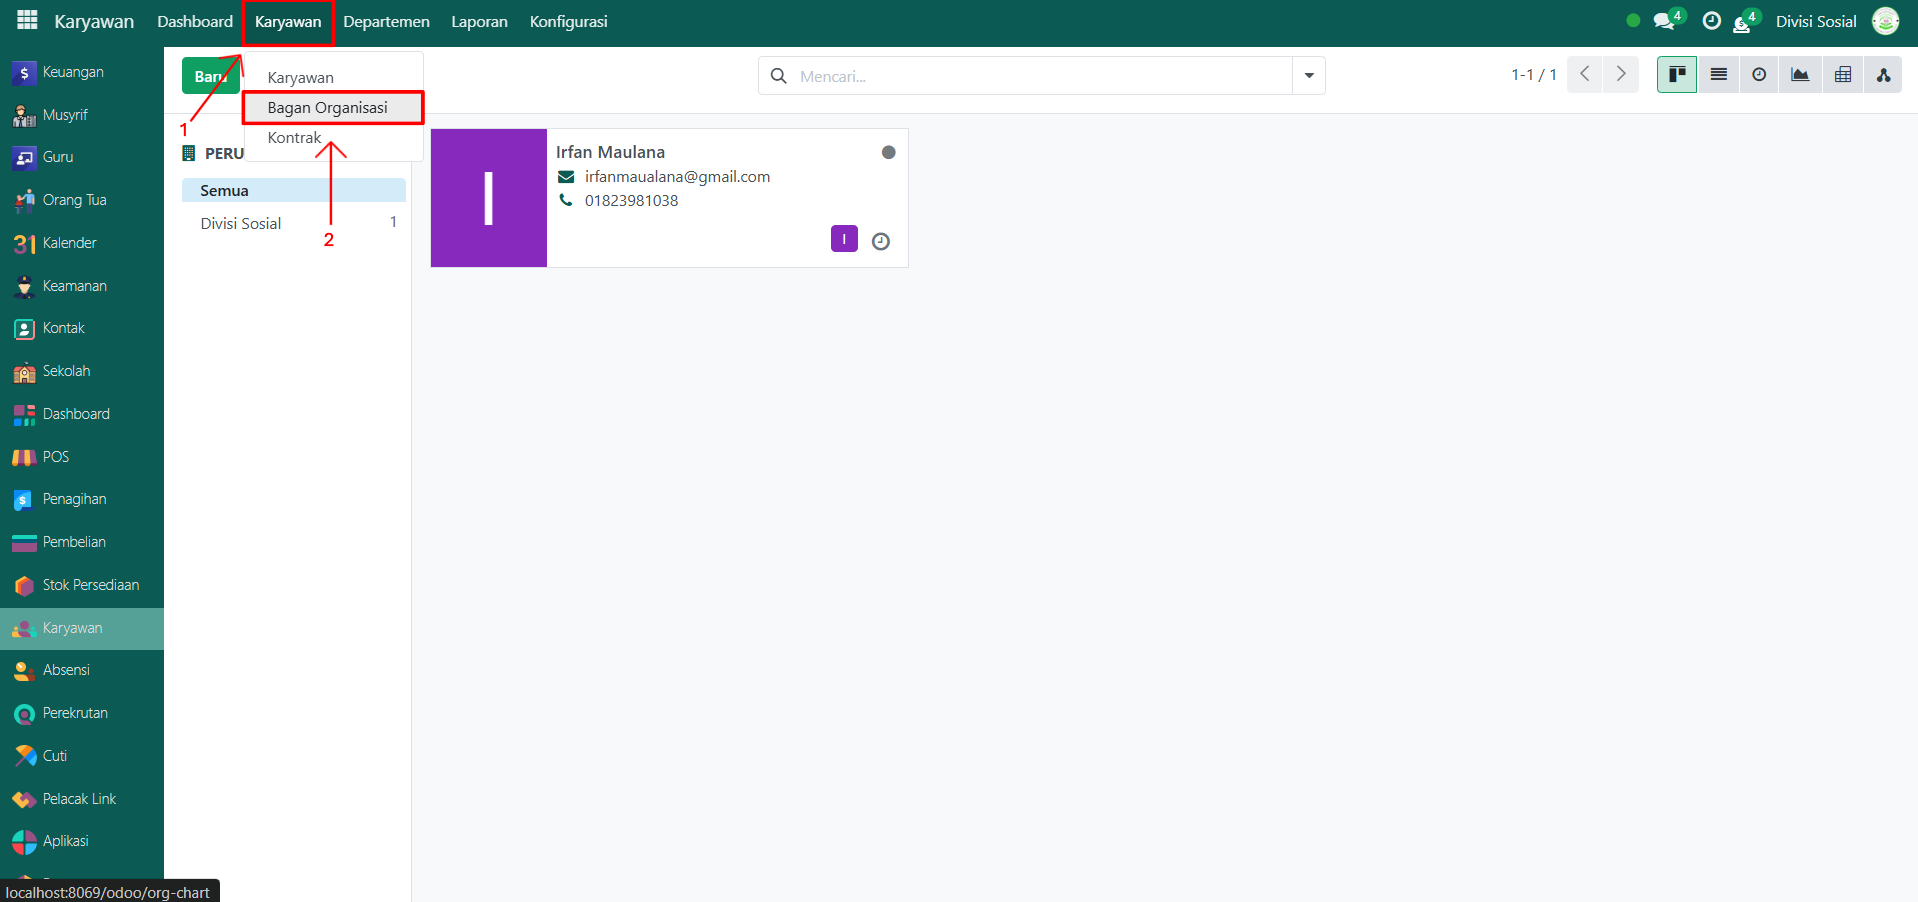 Karyawan Dashboard Karyawan Departemen Laporan Konfigurasi 4 4 Divisi Sosial
Keuangan
Musyrif
Guru
Orang Tua
31 Kalender
Keamanan
Kontak
Sekolah
Dashboard
POS
Penagihan
Pembelian
Stok Persediaan
Karyawan
Absensi
Perekrutan
Cuti
Pelacak Link
Aplikasi
localhost:8069/odoo/org-chart
Baru
Karyawan
Bagan Organisasi
Kontrak
1
2
Mencari...
1-1 / 1
PERU
Semua
Divisi Sosial 1
I
Irfan Maulana
irfanmaualana@gmail.com
01823981038
I